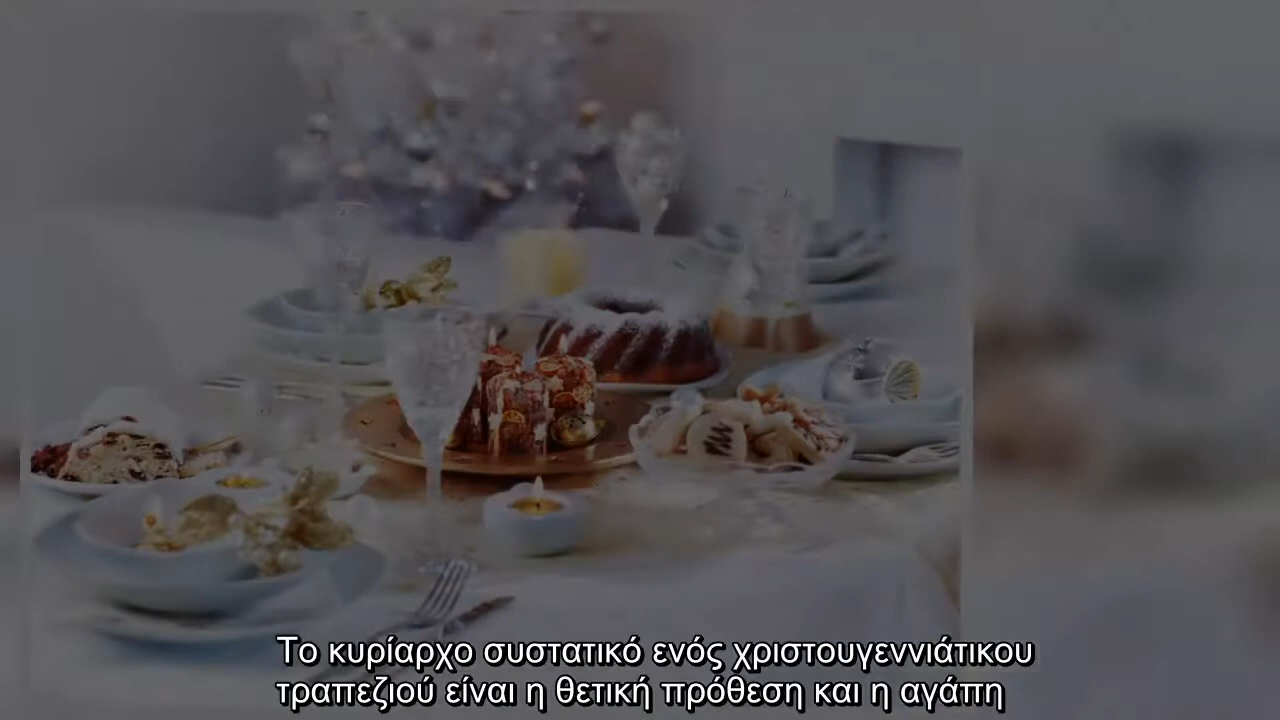 Το κυρίαρχο συστατικό ενός χριστουγεννιάτικου
τραπεζιού είναι η θετική πρόθεση και η αγάπη